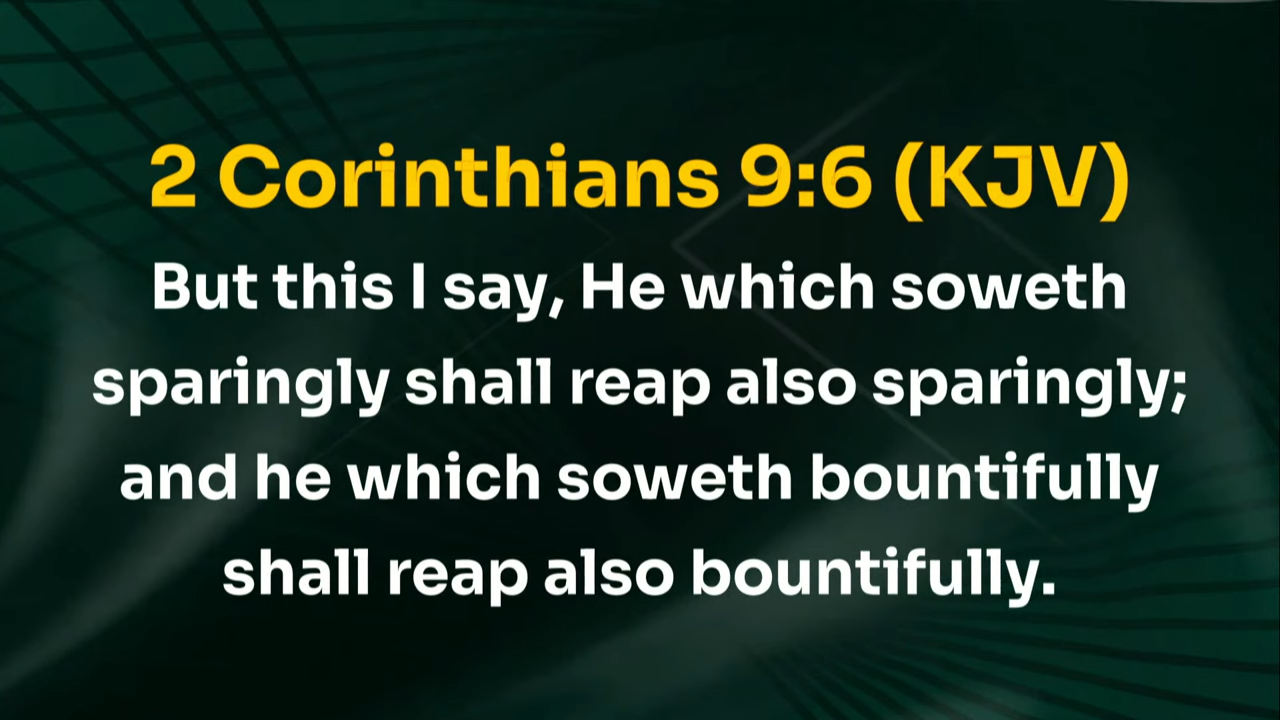 2 Corinthians 9:6 (KJV)
But this I say, He which soweth
sparingly shall reap also sparingly;
and he which soweth bountifully
shall reap also bountifully.